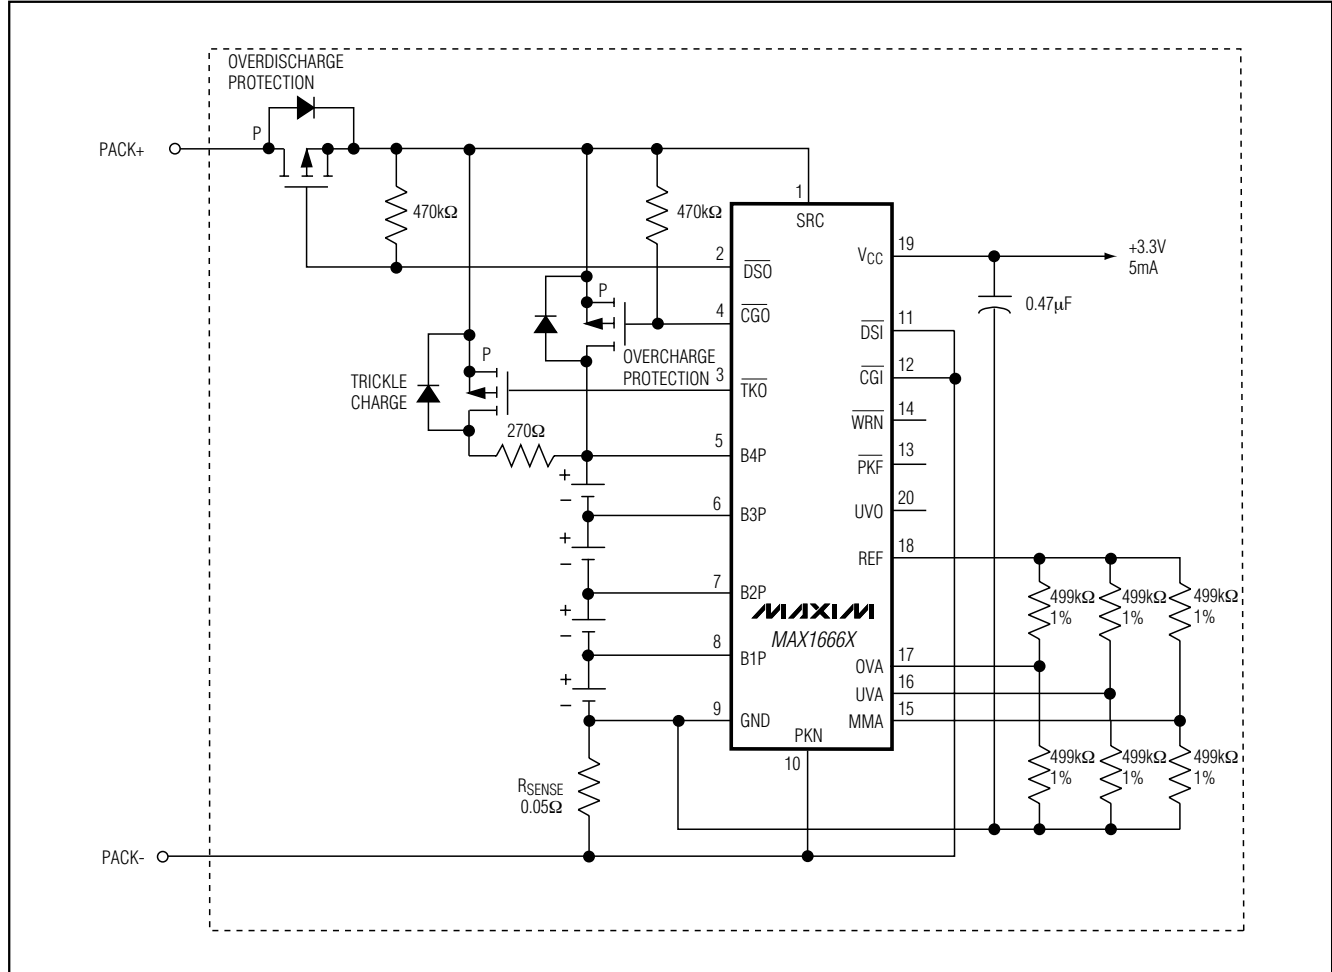 OVERDISCHARGE
PROTECTION
P
PACK+
470kΩ
470kΩ
1
SRC
2
DSO
19
VCC
+3.3V
5mA
P
4
CGO
0.47µF
11
DSI
OVERCHARGE
PROTECTION
P
TRICKLE
CHARGE
3
TKO
12
CGI
14
WRN
270Ω
5
B4P
13
PKF
+
−
6
B3P
20
UVO
+
−
18
REF
7
B2P
499kΩ
1%
499kΩ
1%
499kΩ
1%
MAXIM
MAX1666X
+
−
8
B1P
17
OVA
16
UVA
15
MMA
+
−
9
GND
PKN
10
499kΩ
1%
499kΩ
1%
499kΩ
1%
RSENSE
0.05Ω
PACK-